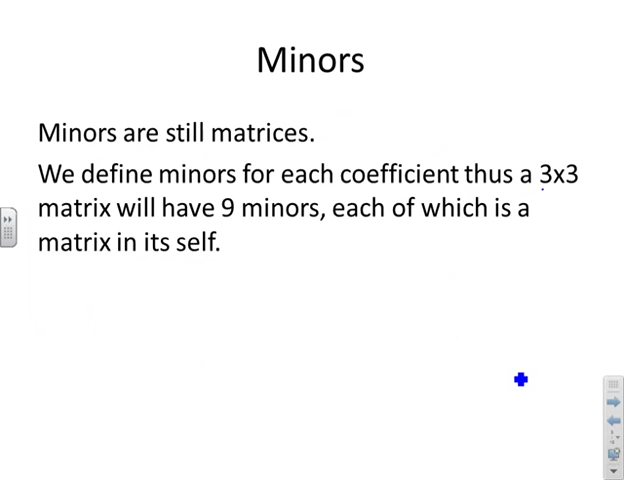 Minors
Minors are still matrices.
We define minors for each coefficient thus a 3x3
matrix will have 9 minors, each of which is a
matrix in its self.